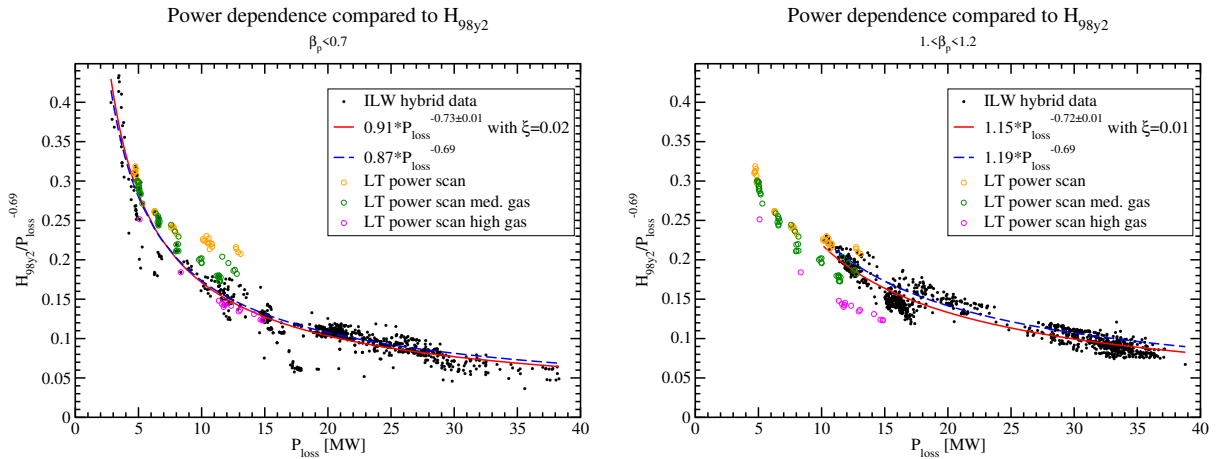 Power dependence compared to H98y2
βp<0.7
H98y2/Ploss^-0.69
0.4
0.35
0.3
0.25
0.2
0.15
0.1
0.05
0
ILW hybrid data
0.91*Ploss^-0.73±0.01 with ξ=0.02
0.87*Ploss^-0.69
LT power scan
LT power scan med. gas
LT power scan high gas
0 5 10 15 20 25 30 35 40
Ploss [MW]
Power dependence compared to H98y2
1.<βp<1.2
H98y2/Ploss^-0.69
0.4
0.35
0.3
0.25
0.2
0.15
0.1
0.05
0
ILW hybrid data
1.15*Ploss^-0.72±0.01 with ξ=0.01
1.19*Ploss^-0.69
LT power scan
LT power scan med. gas
LT power scan high gas
0 5 10 15 20 25 30 35 40
Ploss [MW]